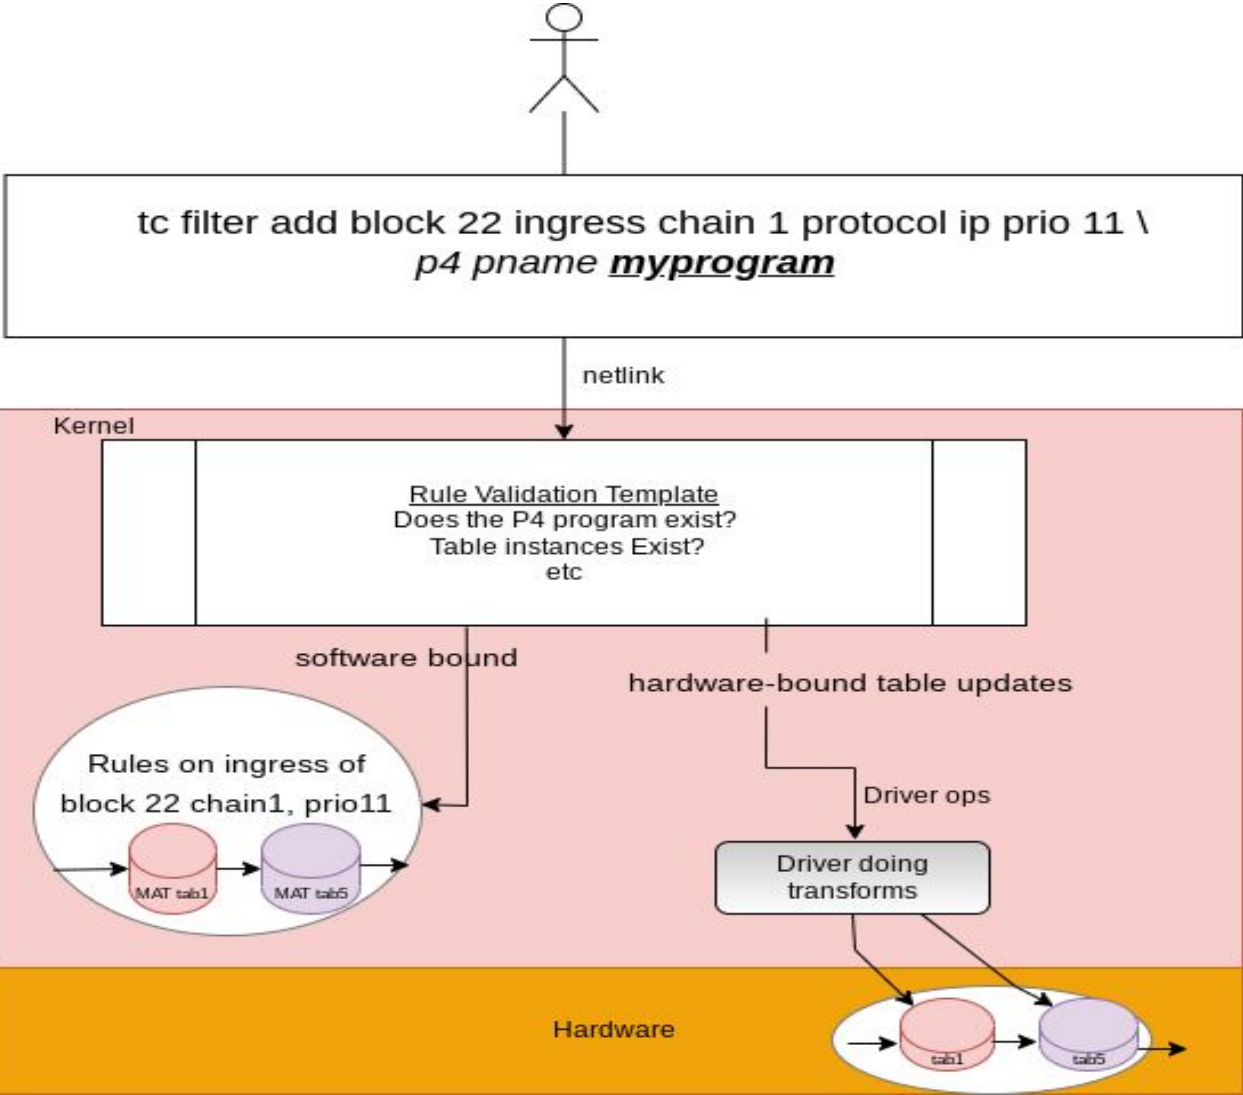 tc filter add block 22 ingress chain 1 protocol ip prio 11 \
p4 pname myprogram
netlink
Kernel
Rule Validation Template
Does the P4 program exist?
Table instances Exist?
etc
software bound
hardware-bound table updates
Rules on ingress of
block 22 chain1, prio11
MAT tab1
MAT tab5
Driver ops
Driver doing
transforms
Hardware
tab1
tab5